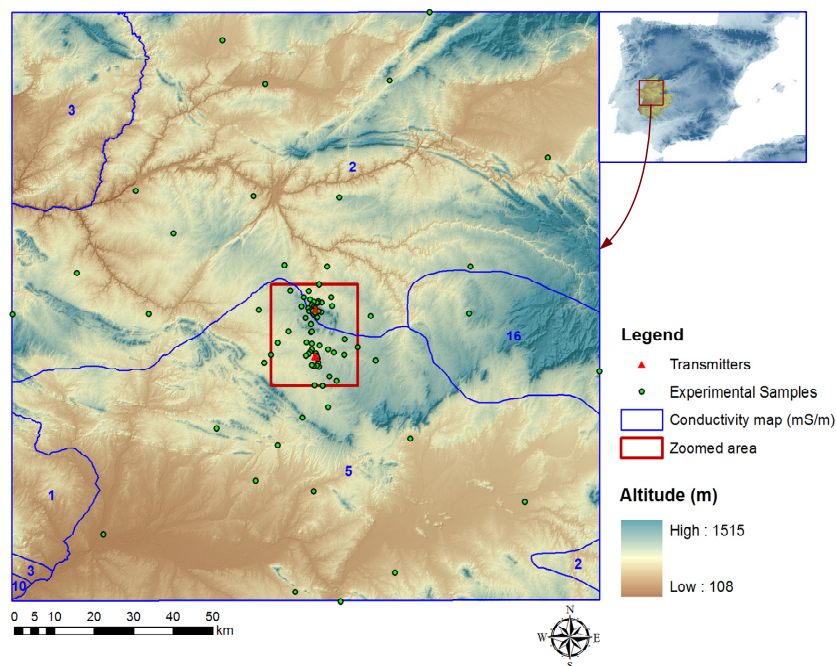 3
2
16
5
1
3
10
2
Legend
Transmitters
Experimental Samples
Conductivity map (mS/m)
Zoomed area
Altitude (m)
High : 1515
Low : 108
0 5 10 20 30 40 50
km
N
W E
S